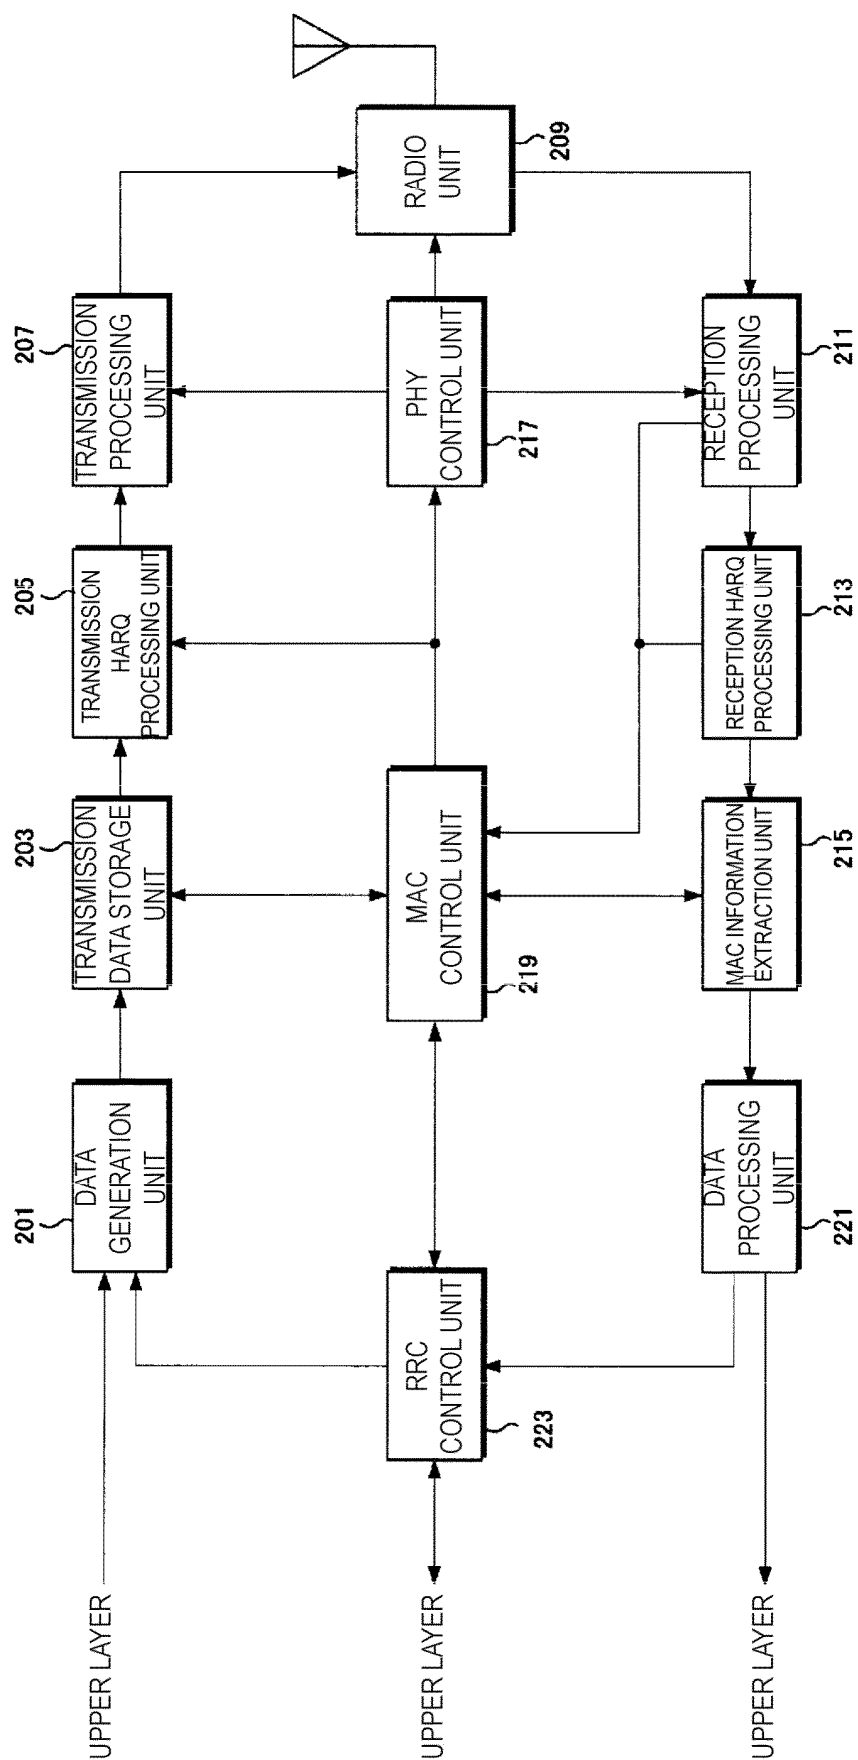 201
DATA
GENERATION
UNIT
203
TRANSMISSION
DATA STORAGE
UNIT
205
TRANSMISSION
HARQ
PROCESSING UNIT
207
TRANSMISSION
PROCESSING
UNIT
UPPER LAYER
UPPER LAYER
RRC
CONTROL UNIT
223
MAC
CONTROL UNIT
219
PHY
CONTROL UNIT
217
RADIO
UNIT
209
UPPER LAYER
DATA
PROCESSING
UNIT
221
MAC INFORMATION
EXTRACTION UNIT
215
RECEPTION HARQ
PROCESSING UNIT
213
RECEPTION
PROCESSING
UNIT
211